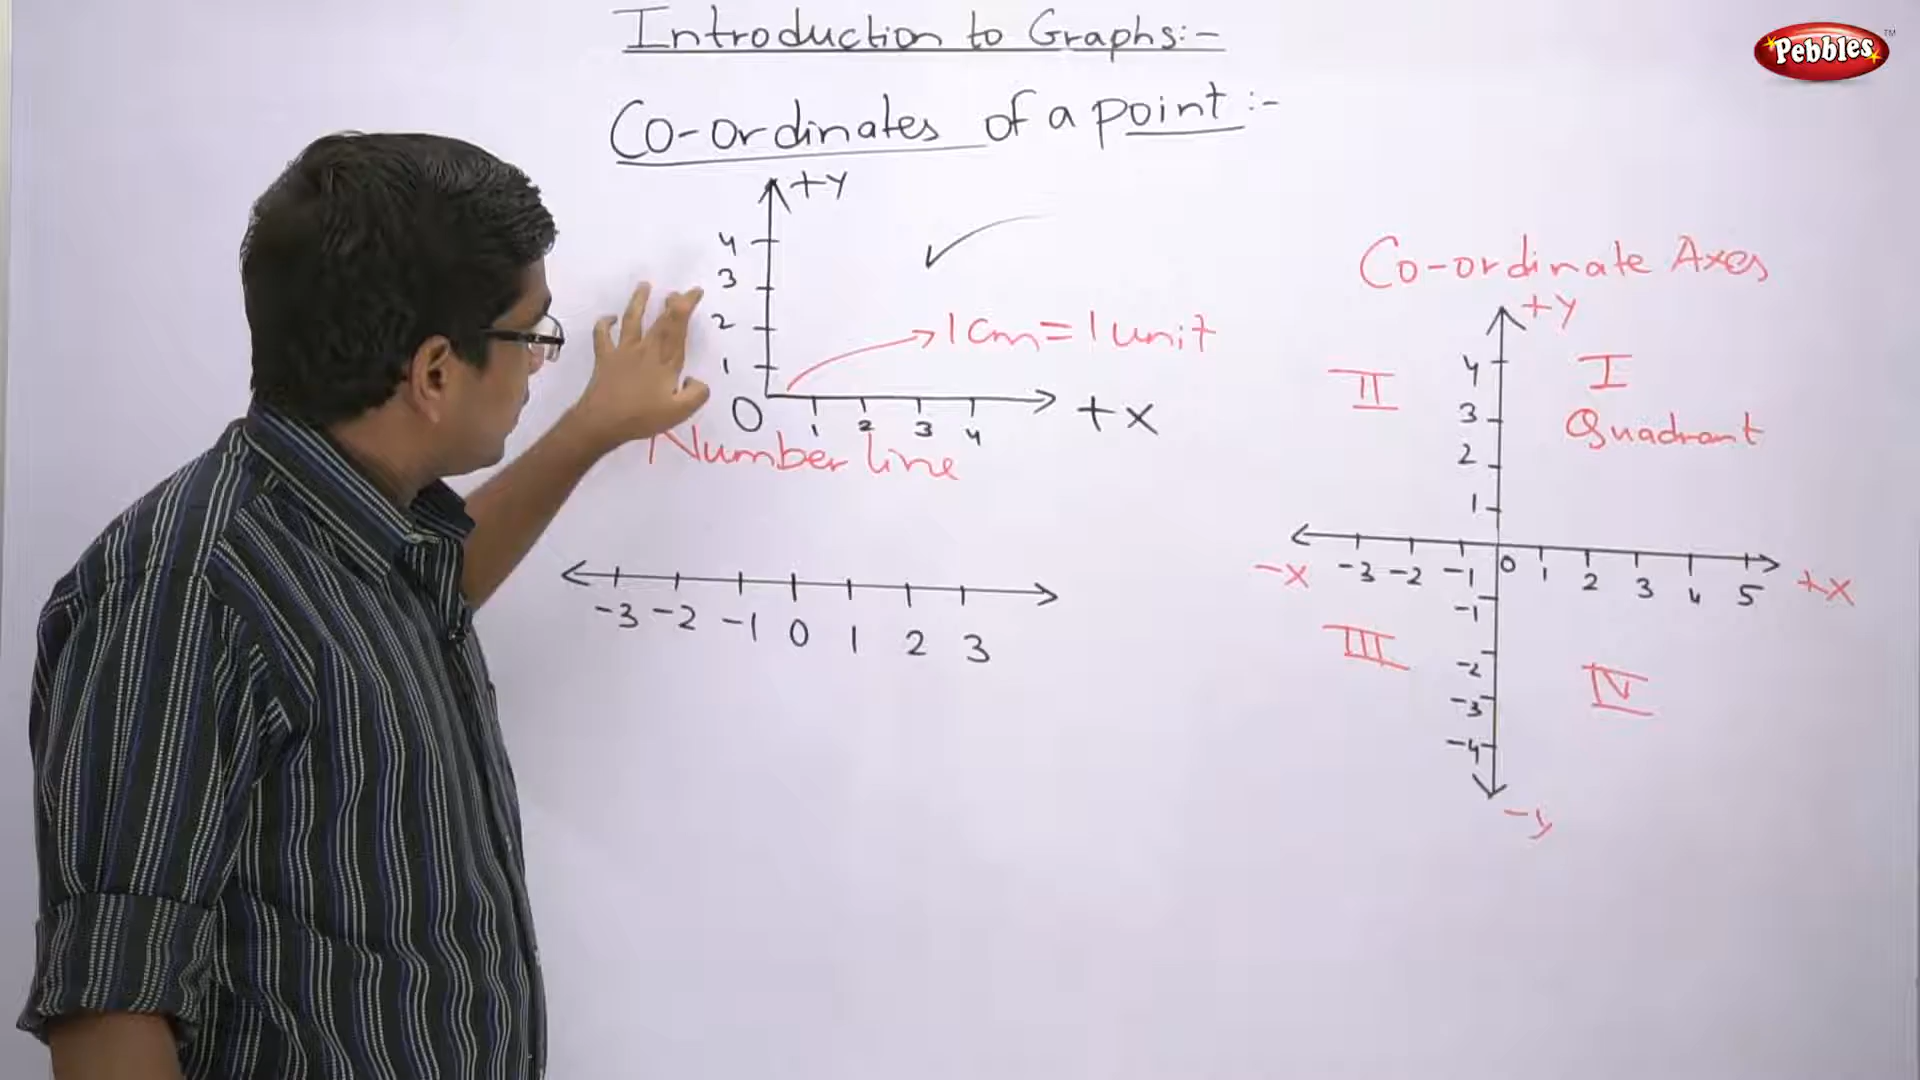 Introduction to Graphs:-
Pebbles™
Co-ordinates of a point:-
+y
4
3
2
1
1cm=1 unit
0
1 2 3 4
+x
Number line
-3 -2 -1 0 1 2 3
Co-ordinate Axes
+y
II
I
Quadrant
4
3
2
1
-x -3 -2 -1 0 1 2 3 4 5 +x
-1
-2
-3
-4
III
IV
-y